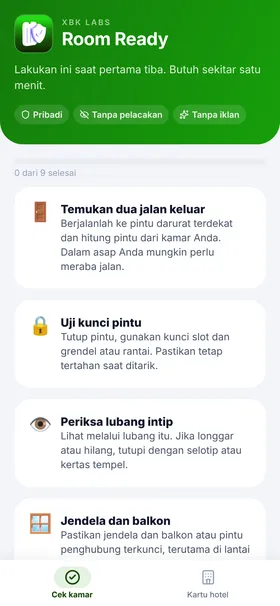 XBK LABS
Room Ready
Lakukan ini saat pertama tiba. Butuh sekitar satu
menit.
Pribadi
Tanpa pelacakan
Tanpa iklan
0 dari 9 selesai
Temukan dua jalan keluar
Berjalanlah ke pintu darurat terdekat
dan hitung pintu dari kamar Anda.
Dalam asap Anda mungkin perlu
meraba jalan.
Uji kunci pintu
Tutup pintu, gunakan kunci slot dan
grendel atau rantai. Pastikan tetap
tertahan saat ditarik.
Periksa lubang intip
Lihat melalui lubang itu. Jika longgar
atau hilang, tutupi dengan selotip atau
kertas tempel.
Jendela dan balkon
Pastikan jendela dan balkon atau pintu
penghubung terkunci, terutama di lantai
Cek kamar
Kartu hotel